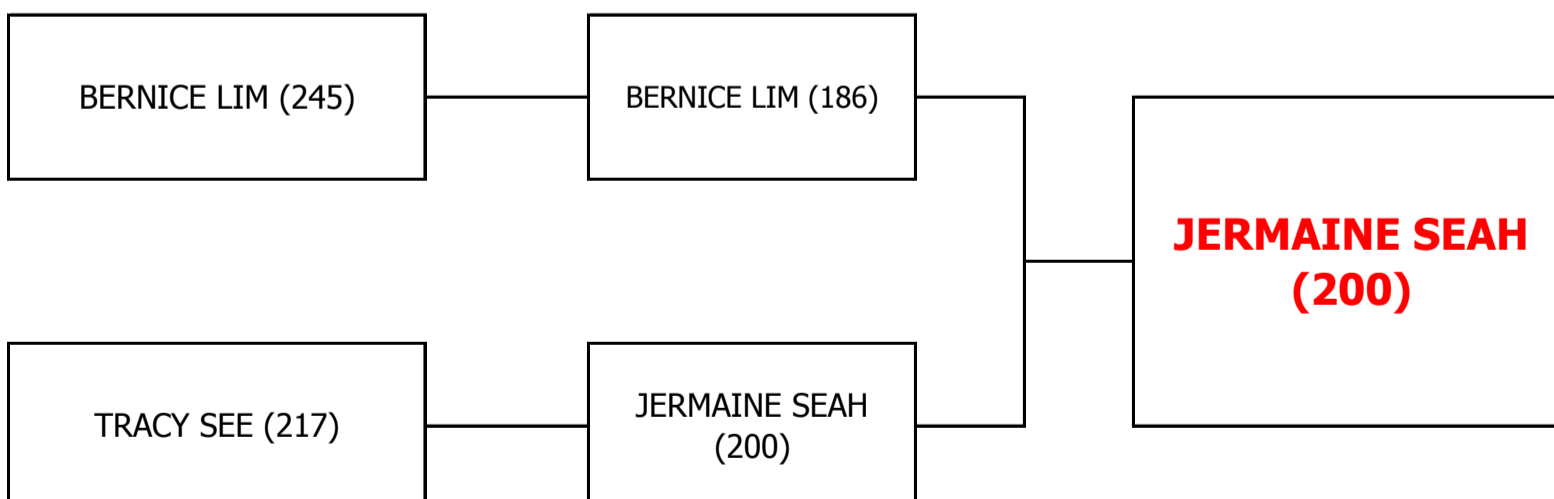 BERNICE LIM (245)
BERNICE LIM (186)
JERMAINE SEAH
(200)
TRACY SEE (217)
JERMAINE SEAH
(200)